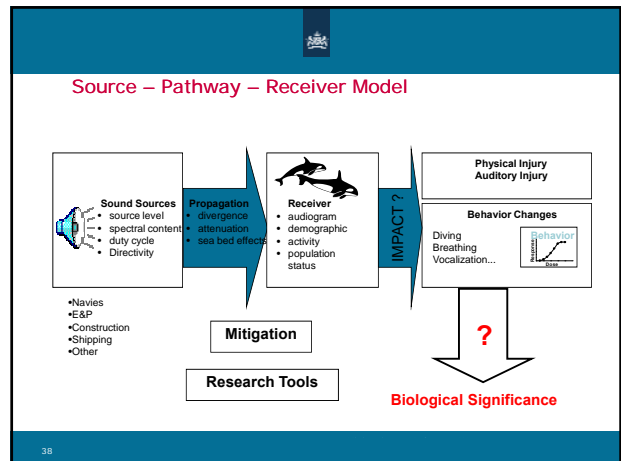 Source – Pathway – Receiver Model
Sound Sources
• source level
• spectral content
• duty cycle
• Directivity
Propagation
• divergence
• attenuation
• sea bed effects
Receiver
• audiogram
• demographic
• activity
• population
status
IMPACT ?
Physical Injury
Auditory Injury
Behavior Changes
Diving
Breathing
Vocalization...
Behavior
Response
Dose
•Navies
•E&P
•Construction
•Shipping
•Other
Mitigation
Research Tools
?
Biological Significance
38